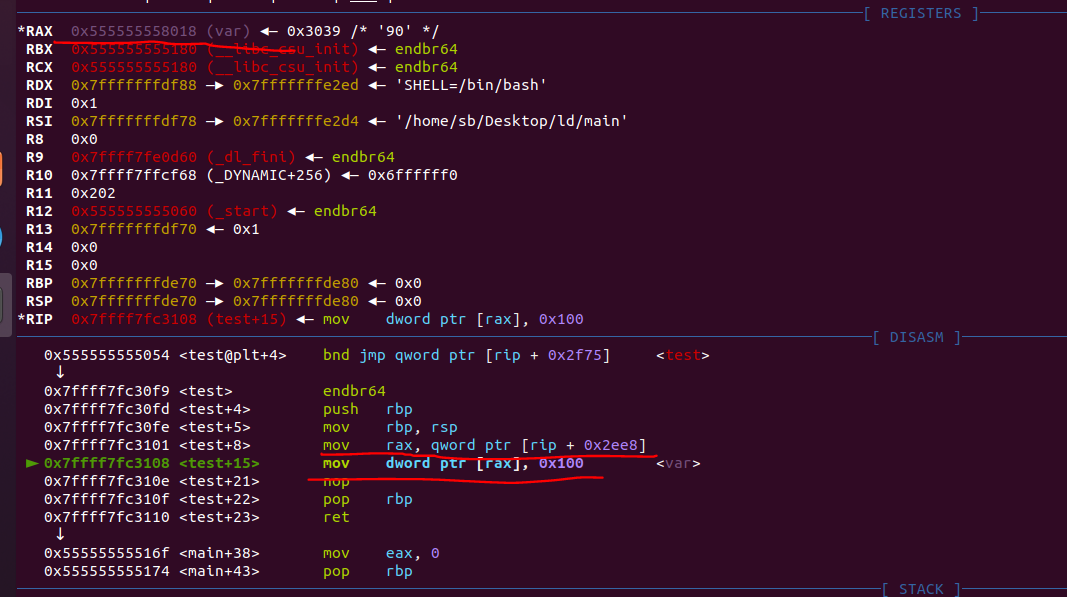 [ REGISTERS ]
*RAX  0x555555558018 (var) ◂— 0x3039 /* '90' */
RBX  0x555555555180 (__libc_csu_init) ◂— endbr64
RCX  0x555555555180 (__libc_csu_init) ◂— endbr64
RDX  0x7fffffffdf88 —▸ 0x7fffffffe2ed ◂— 'SHELL=/bin/bash'
RDI  0x1
RSI  0x7fffffffdf78 —▸ 0x7fffffffe2d4 ◂— '/home/sb/Desktop/ld/main'
R8   0x0
R9   0x7ffff7fe0d60 (_dl_fini) ◂— endbr64
R10  0x7ffff7ffcf68 (_DYNAMIC+256) ◂— 0x6ffffff0
R11  0x202
R12  0x555555555060 (_start) ◂— endbr64
R13  0x7fffffffdf70 ◂— 0x1
R14  0x0
R15  0x0
RBP  0x7fffffffde70 —▸ 0x7fffffffde80 ◂— 0x0
RSP  0x7fffffffde70 —▸ 0x7fffffffde80 ◂— 0x0
*RIP  0x7ffff7fc3108 (test+15) ◂— mov    dword ptr [rax], 0x100
[ DISASM ]
0x555555555054 <test@plt+4>    bnd jmp qword ptr [rip + 0x2f75]     <test>
↓
0x7ffff7fc30f9 <test>          endbr64
0x7ffff7fc30fd <test+4>        push   rbp
0x7ffff7fc30fe <test+5>        mov    rbp, rsp
0x7ffff7fc3101 <test+8>        mov    rax, qword ptr [rip + 0x2ee8]
► 0x7ffff7fc3108 <test+15>       mov    dword ptr [rax], 0x100        <var>
0x7ffff7fc310e <test+21>       nop
0x7ffff7fc310f <test+22>       pop    rbp
0x7ffff7fc3110 <test+23>       ret
↓
0x55555555516f <main+38>       mov    eax, 0
0x555555555174 <main+43>       pop    rbp
[ STACK ]